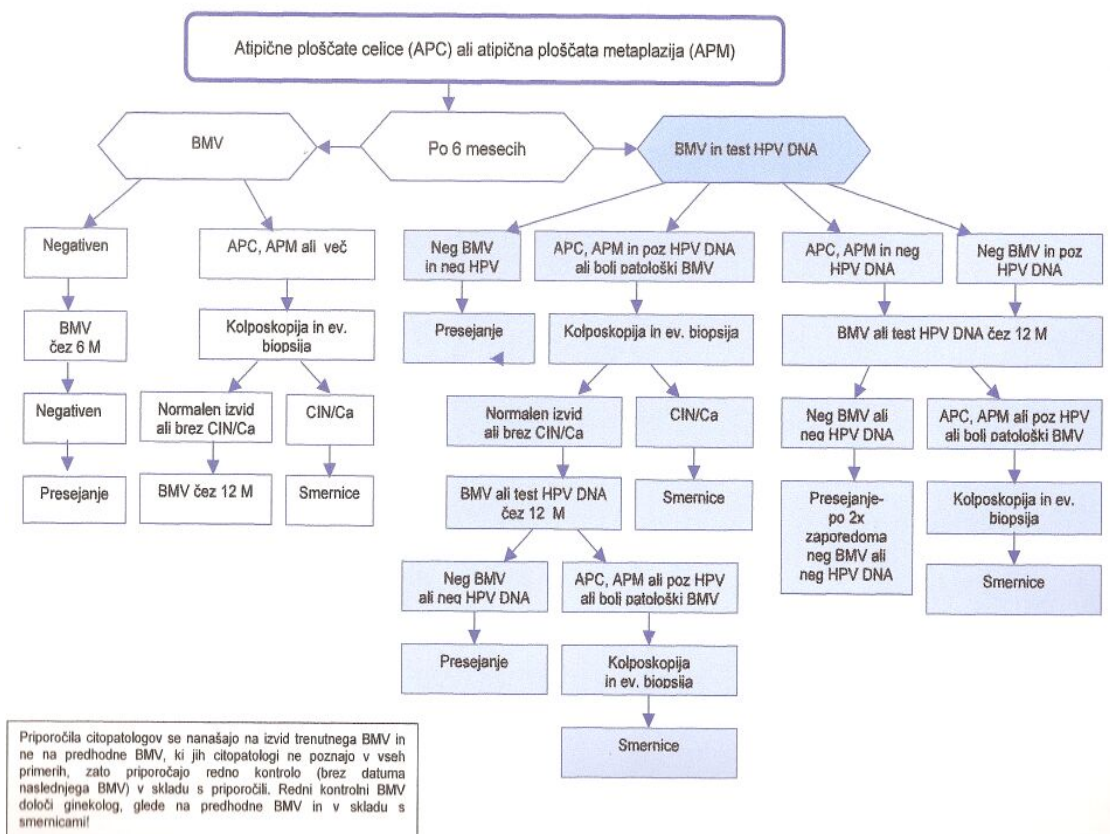 Atipične ploščate celice (APC) ali atipična ploščata metaplazija (APM)
BMV
Po 6 mesecih
BMV in test HPV DNA
Negativen
APC, APM ali več
Neg BMV
in neg HPV
APC, APM in poz HPV DNA
ali bolj patološki BMV
APC, APM in neg
HPV DNA
Neg BMV in poz
HPV DNA
BMV
čez 6 M
Kolposkopija in ev.
biopsija
Presejanje
Kolposkopija in ev. biopsija
BMV ali test HPV DNA čez 12 M
Negativen
Normalen izvid
ali brez CIN/Ca
CIN/Ca
Normalen izvid
ali brez CIN/Ca
CIN/Ca
Neg BMV ali
neg HPV DNA
APC, APM ali poz HPV
ali bolj patološki BMV
Presejanje
BMV čez 12 M
Smernice
BMV ali test HPV DNA
čez 12 M
Smernice
Presejanje-
po 2x
zaporedoma
neg BMV ali
neg HPV DNA
Kolposkopija in ev.
biopsija
Neg BMV
ali neg HPV DNA
APC, APM ali poz HPV
ali bolj patološki BMV
Smernice
Presejanje
Kolposkopija
in ev. biopsija
Smernice
Priporočila citopatologov se nanašajo na izvid trenutnega BMV in
ne na predhodne BMV, ki jih citopatologi ne poznajo v vseh
primerih, zato priporočajo redno kontrolo (brez datuma
naslednjega BMV) v skladu s priporočili. Redni kontrolni BMV
določi ginekolog, glede na predhodne BMV in v skladu s
smernicami!